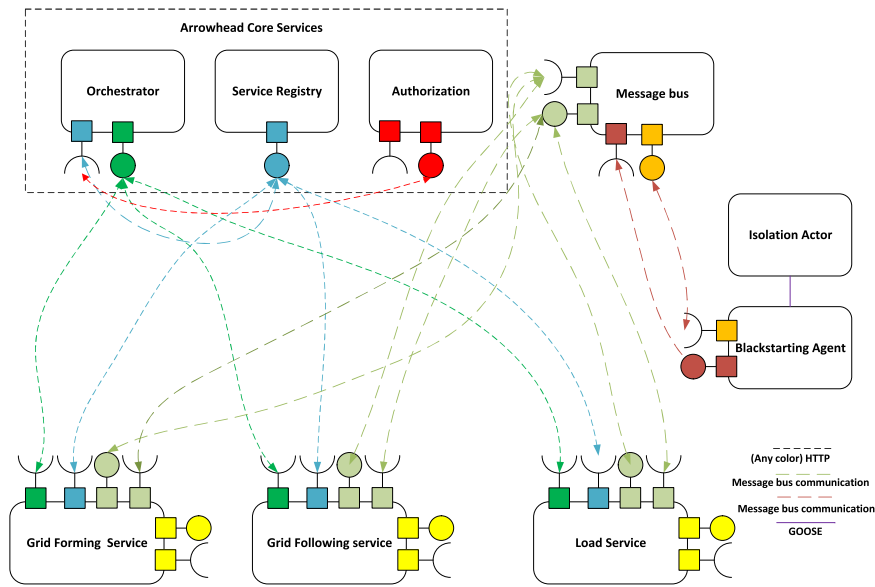 Arrowhead Core Services
Orchestrator
Service Registry
Authorization
Message bus
Isolation Actor
Blackstarting Agent
(Any color) HTTP
Message bus communication
Message bus communication
GOOSE
Grid Forming  Service
Grid Following service
Load Service